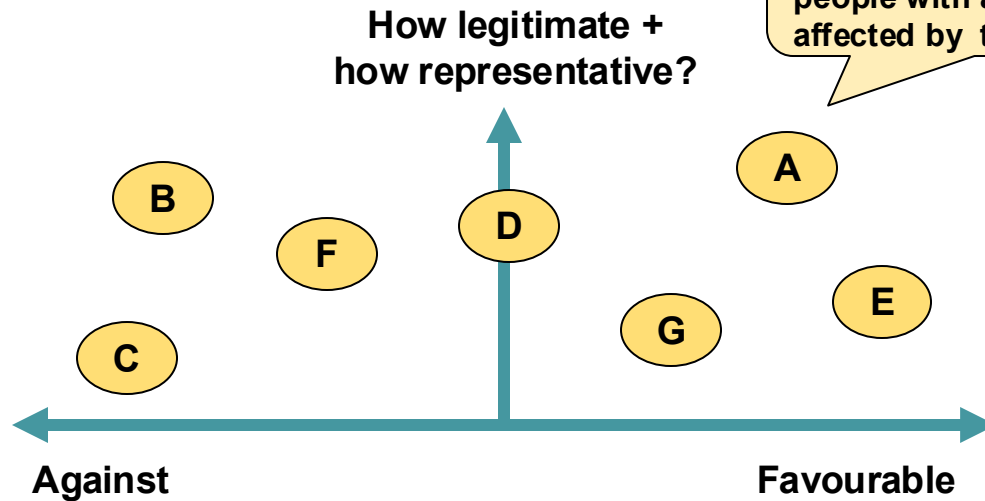 How legitimate +
how representative?
people with a
affected by t
A
B
D
F
E
G
C
Against
Favourable